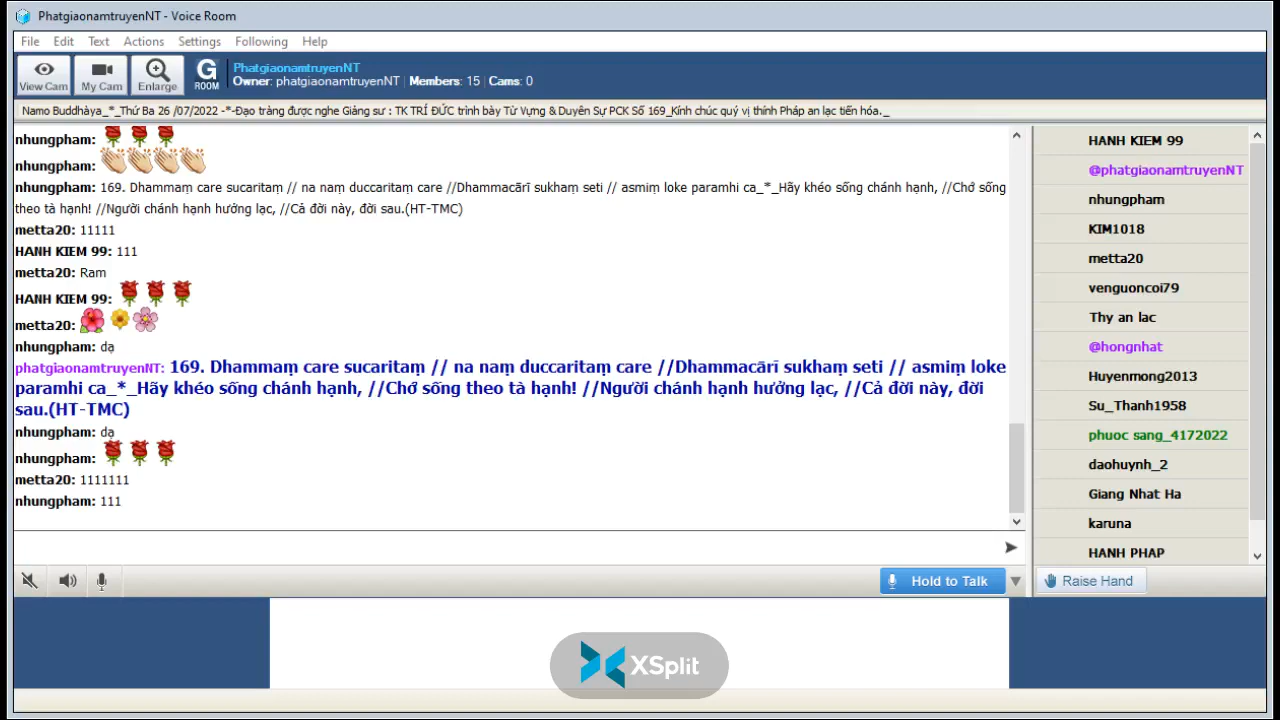 PhatgiaonamtruyenNT - Voice Room
File Edit Text Actions Settings Following Help
View Cam My Cam Enlarge G ROOM
PhatgiaonamtruyenNT
Owner: phatgiaonamtruyenNT | Members: 15 | Cams: 0
Namo Buddhàya_*_Thứ Ba 26 /07/2022 -*-Đạo tràng được nghe Giảng sư : TK TRÍ ĐỨC trình bày Từ Vựng & Duyên Sự PCK Số 169_Kính chúc quý vị thính Pháp an lạc tiến hóa._
nhungpham:
nhungpham:
nhungpham: 169. Dhammaṃ care sucaritaṃ // na naṃ duccaritaṃ care //Dhammacārī sukhaṃ seti // asmiṃ loke paramhi ca_*_Hãy khéo sống chánh hạnh, //Chớ sống
theo tà hạnh! //Người chánh hạnh hưởng lạc, //Cả đời này, đời sau.(HT-TMC)
metta20: 11111
HANH KIEM 99: 111
metta20: Ram
HANH KIEM 99:
metta20:
nhungpham: dạ
phatgiaonamtruyenNT: 169. Dhammaṃ care sucaritaṃ // na naṃ duccaritaṃ care //Dhammacārī sukhaṃ seti // asmiṃ loke
paramhi ca_*_Hãy khéo sống chánh hạnh, //Chớ sống theo tà hạnh! //Người chánh hạnh hưởng lạc, //Cả đời này, đời
sau.(HT-TMC)
nhungpham: dạ
nhungpham:
metta20: 1111111
nhungpham: 111
HANH KIEM 99
@phatgiaonamtruyenNT
nhungpham
KIM1018
metta20
venguoncoi79
Thy an lac
@hongnhat
Huyenmong2013
Su_Thanh1958
phuoc sang_4172022
daohuynh_2
Giang Nhat Ha
karuna
HANH PHAP
Hold to Talk
Raise Hand
XSplit